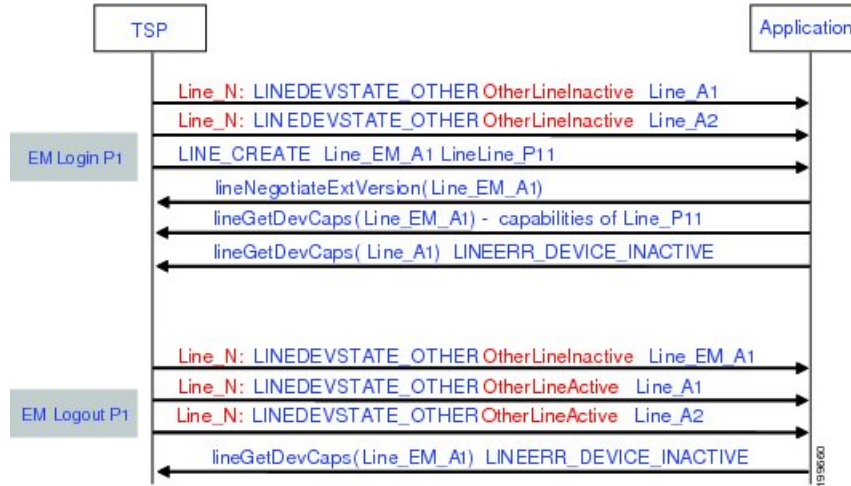 TSP
Application
Line_N: LINEDEVSTATE_OTHER OtherLineInactive Line_A1
Line_N: LINEDEVSTATE_OTHER OtherLineInactive Line_A2
EM Login P1
LINE_CREATE Line_EM_A1 LineLine_P11
lineNegotiateExtVersion(Line_EM_A1)
lineGetDevCaps(Line_EM_A1) - capabilities of Line_P11
lineGetDevCaps( Line_A1) LINEERR_DEVICE_INACTIVE
Line_N: LINEDEVSTATE_OTHER OtherLineInactive Line_EM_A1
Line_N: LINEDEVSTATE_OTHER OtherLineActive Line_A1
EM Logout P1
Line_N: LINEDEVSTATE_OTHER OtherLineActive Line_A2
lineGetDevCaps(Line_EM_A1) LINEERR_DEVICE_INACTIVE
199660